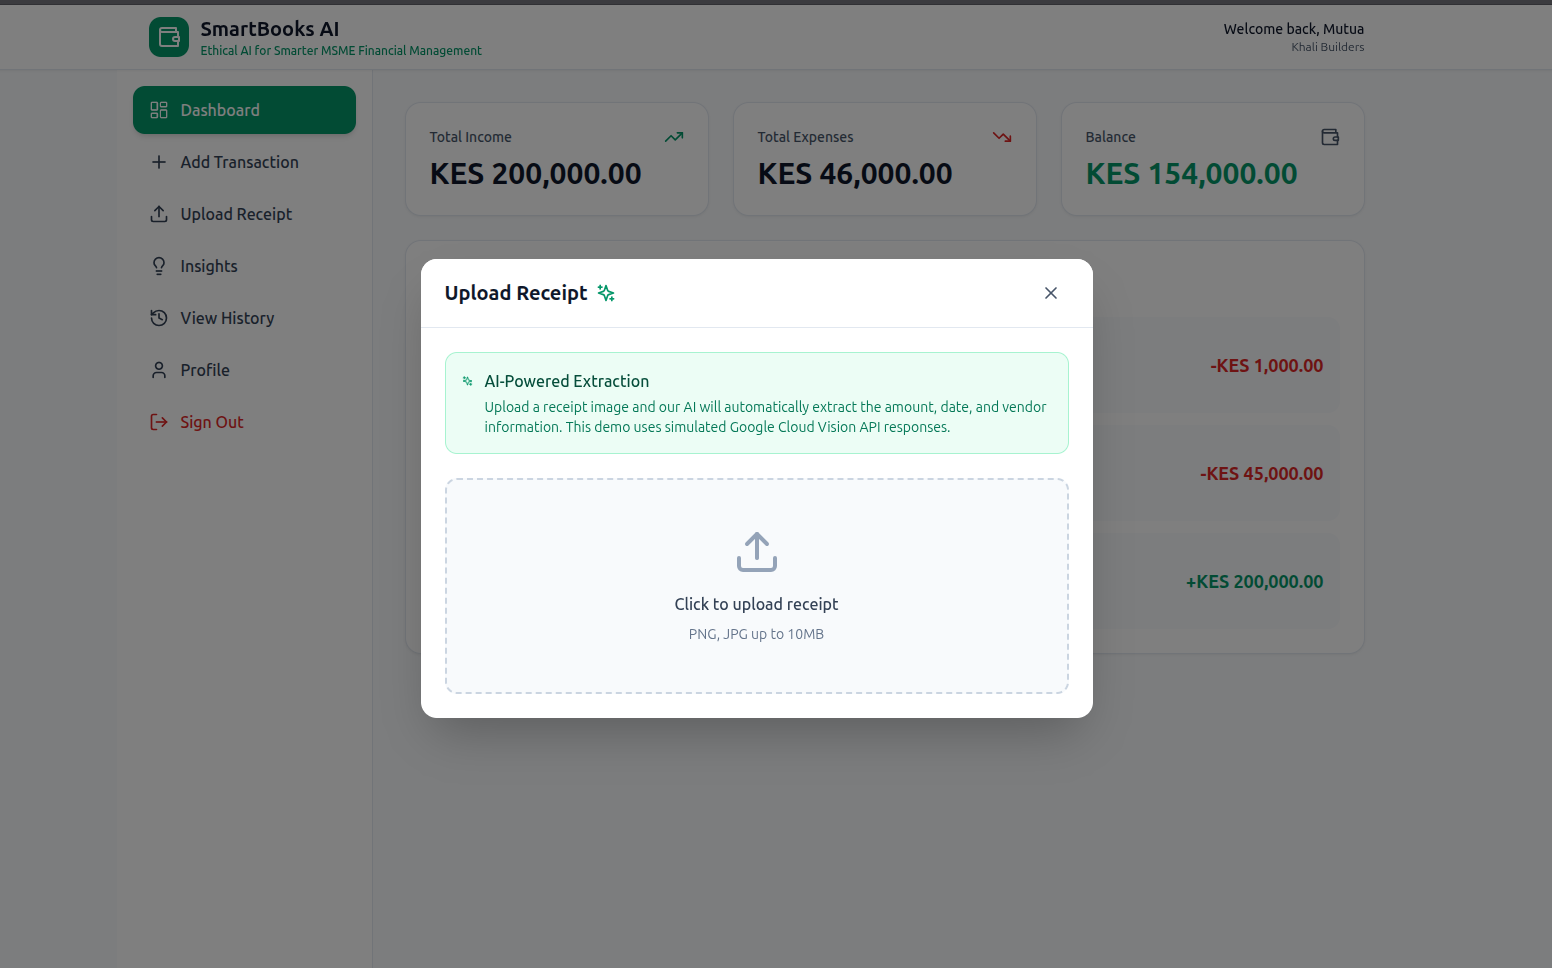 SmartBooks AI
Ethical AI for Smarter MSME Financial Management
Welcome back, Mutua
Khali Builders
Dashboard
Add Transaction
Upload Receipt
Insights
View History
Profile
Sign Out
Total Income
KES 200,000.00
Total Expenses
KES 46,000.00
Balance
KES 154,000.00
Upload Receipt
AI-Powered Extraction
Upload a receipt image and our AI will automatically extract the amount, date, and vendor
information. This demo uses simulated Google Cloud Vision API responses.
Click to upload receipt
PNG, JPG up to 10MB
-KES 1,000.00
-KES 45,000.00
+KES 200,000.00